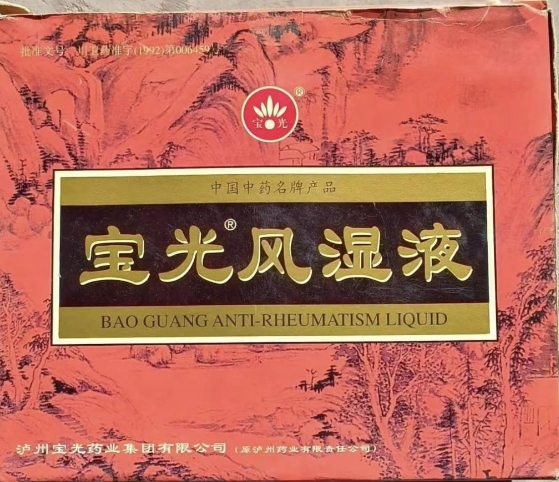 批准文号：川卫药准字(1992)第006459号
宝光
®
中国中药名牌产品
宝光®风湿液
BAO GUANG ANTI-RHEUMATISM LIQUID
泸州宝光药业集团有限公司（原泸州药业有限责任公司）